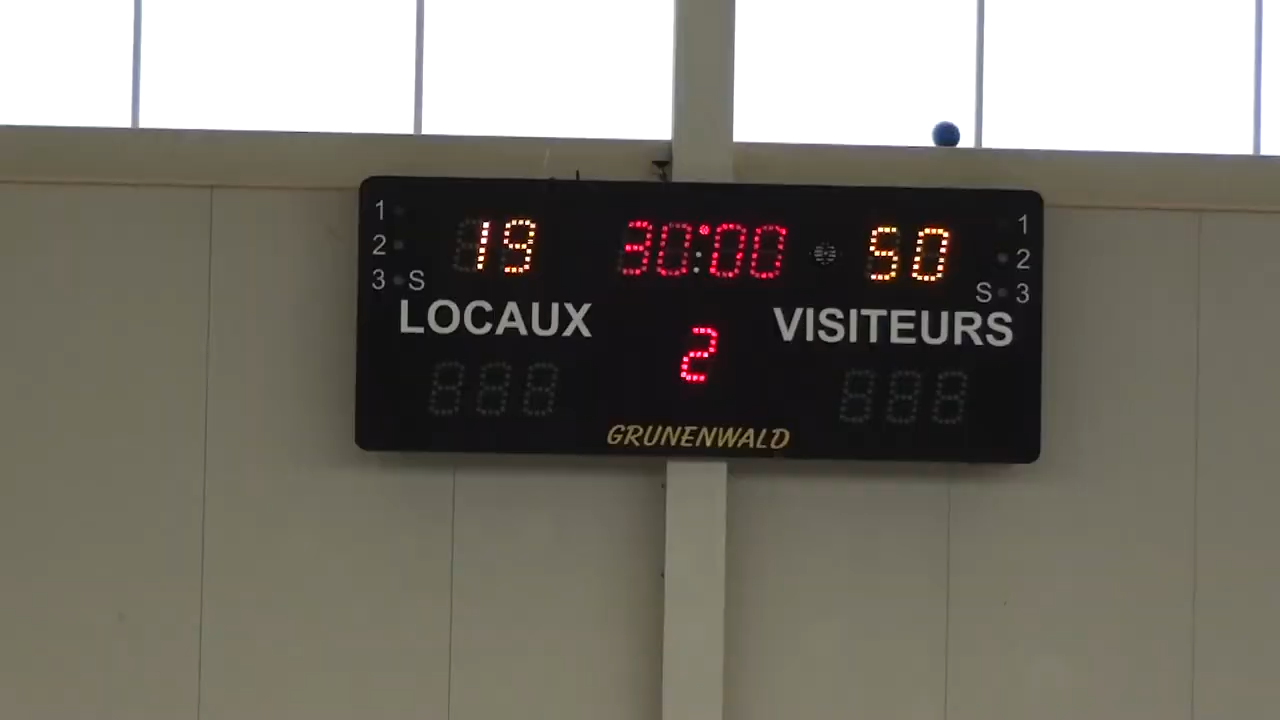 1 19 30:00 50 1
2 2
3 S S 3
LOCAUX VISITEURS
2
GRUNENWALD